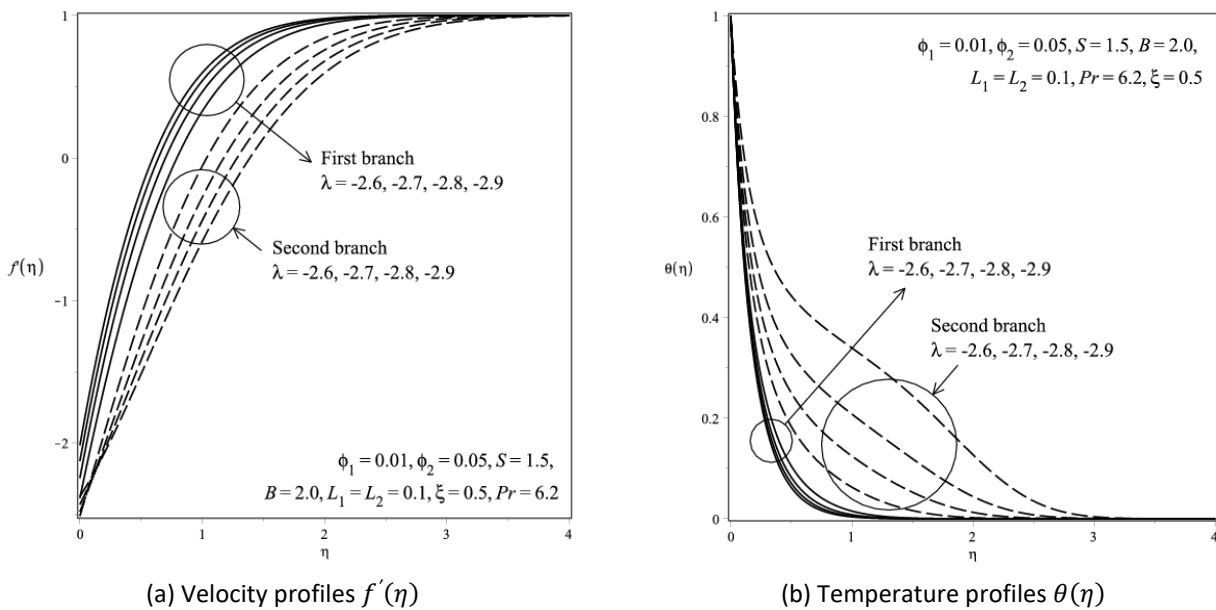 1
0
-1
-2
f'(η)
0
1
2
3
4
η
First branch
λ = -2.6, -2.7, -2.8, -2.9
Second branch
λ = -2.6, -2.7, -2.8, -2.9
ϕ₁ = 0.01, ϕ₂ = 0.05, S = 1.5,
B = 2.0, L₁ = L₂ = 0.1, ξ = 0.5, Pr = 6.2
(a) Velocity profiles f′(η)
1
0.8
0.6
0.4
0.2
0
θ(η)
0
1
2
3
4
η
ϕ₁ = 0.01, ϕ₂ = 0.05, S = 1.5, B = 2.0,
L₁ = L₂ = 0.1, Pr = 6.2, ξ = 0.5
First branch
λ = -2.6, -2.7, -2.8, -2.9
Second branch
λ = -2.6, -2.7, -2.8, -2.9
(b) Temperature profiles θ(η)